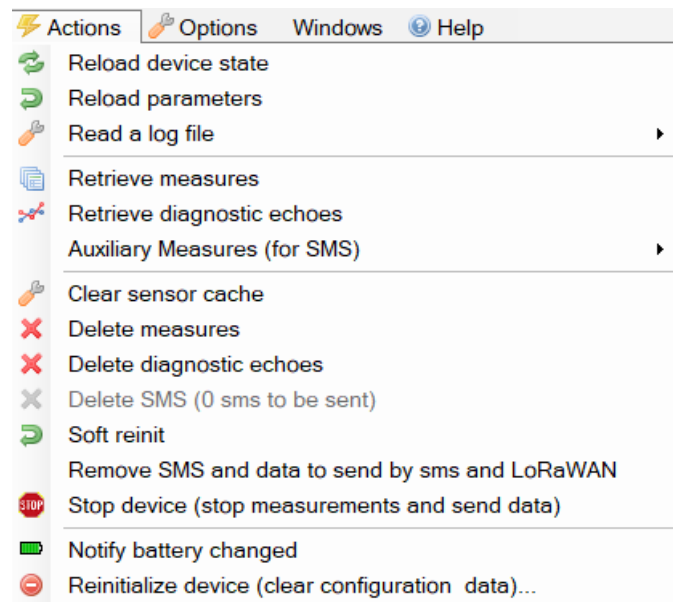 Actions Options Windows Help
Reload device state
Reload parameters
Read a log file
Retrieve measures
Retrieve diagnostic echoes
Auxiliary Measures (for SMS)
Clear sensor cache
Delete measures
Delete diagnostic echoes
Delete SMS (0 sms to be sent)
Soft reinit
Remove SMS and data to send by sms and LoRaWAN
STOP Stop device (stop measurements and send data)
Notify battery changed
Reinitialize device (clear configuration  data)...